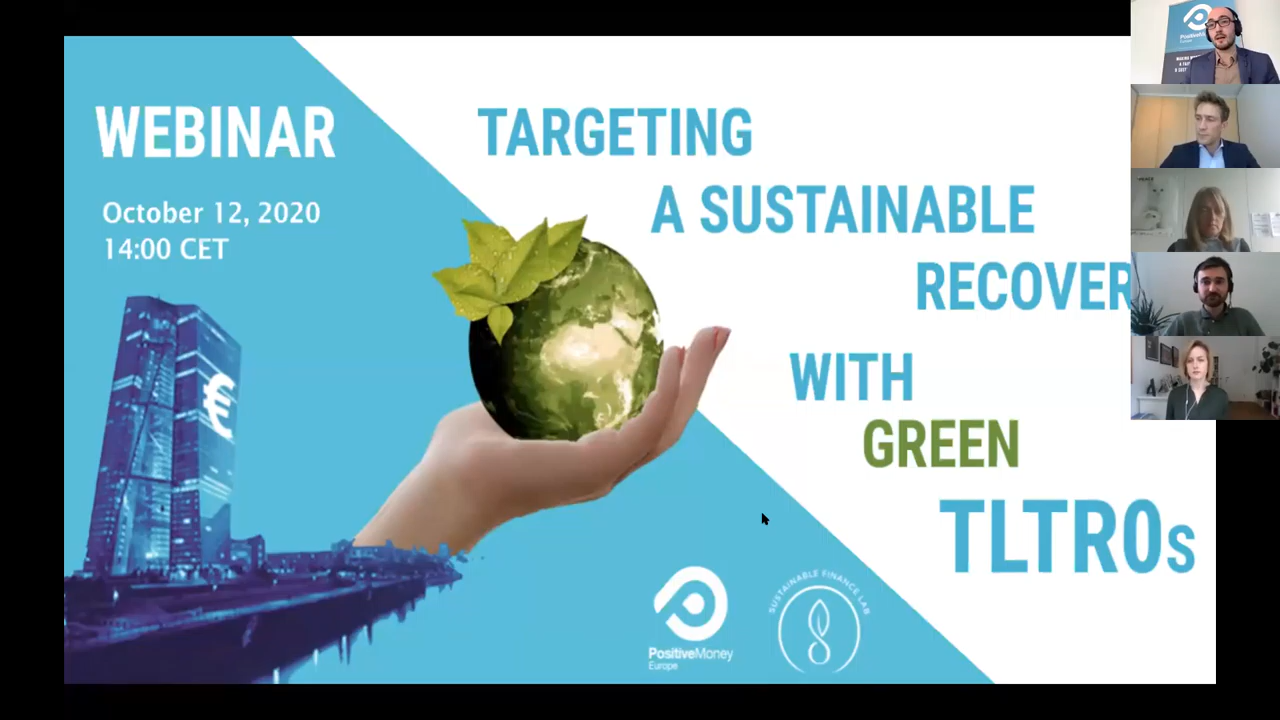 WEBINAR
October 12, 2020
14:00 CET
TARGETING
A SUSTAINABLE
RECOVER
WITH
GREEN
TLTROs
€
PositiveMoney
Europe
SUSTAINABLE FINANCE LAB